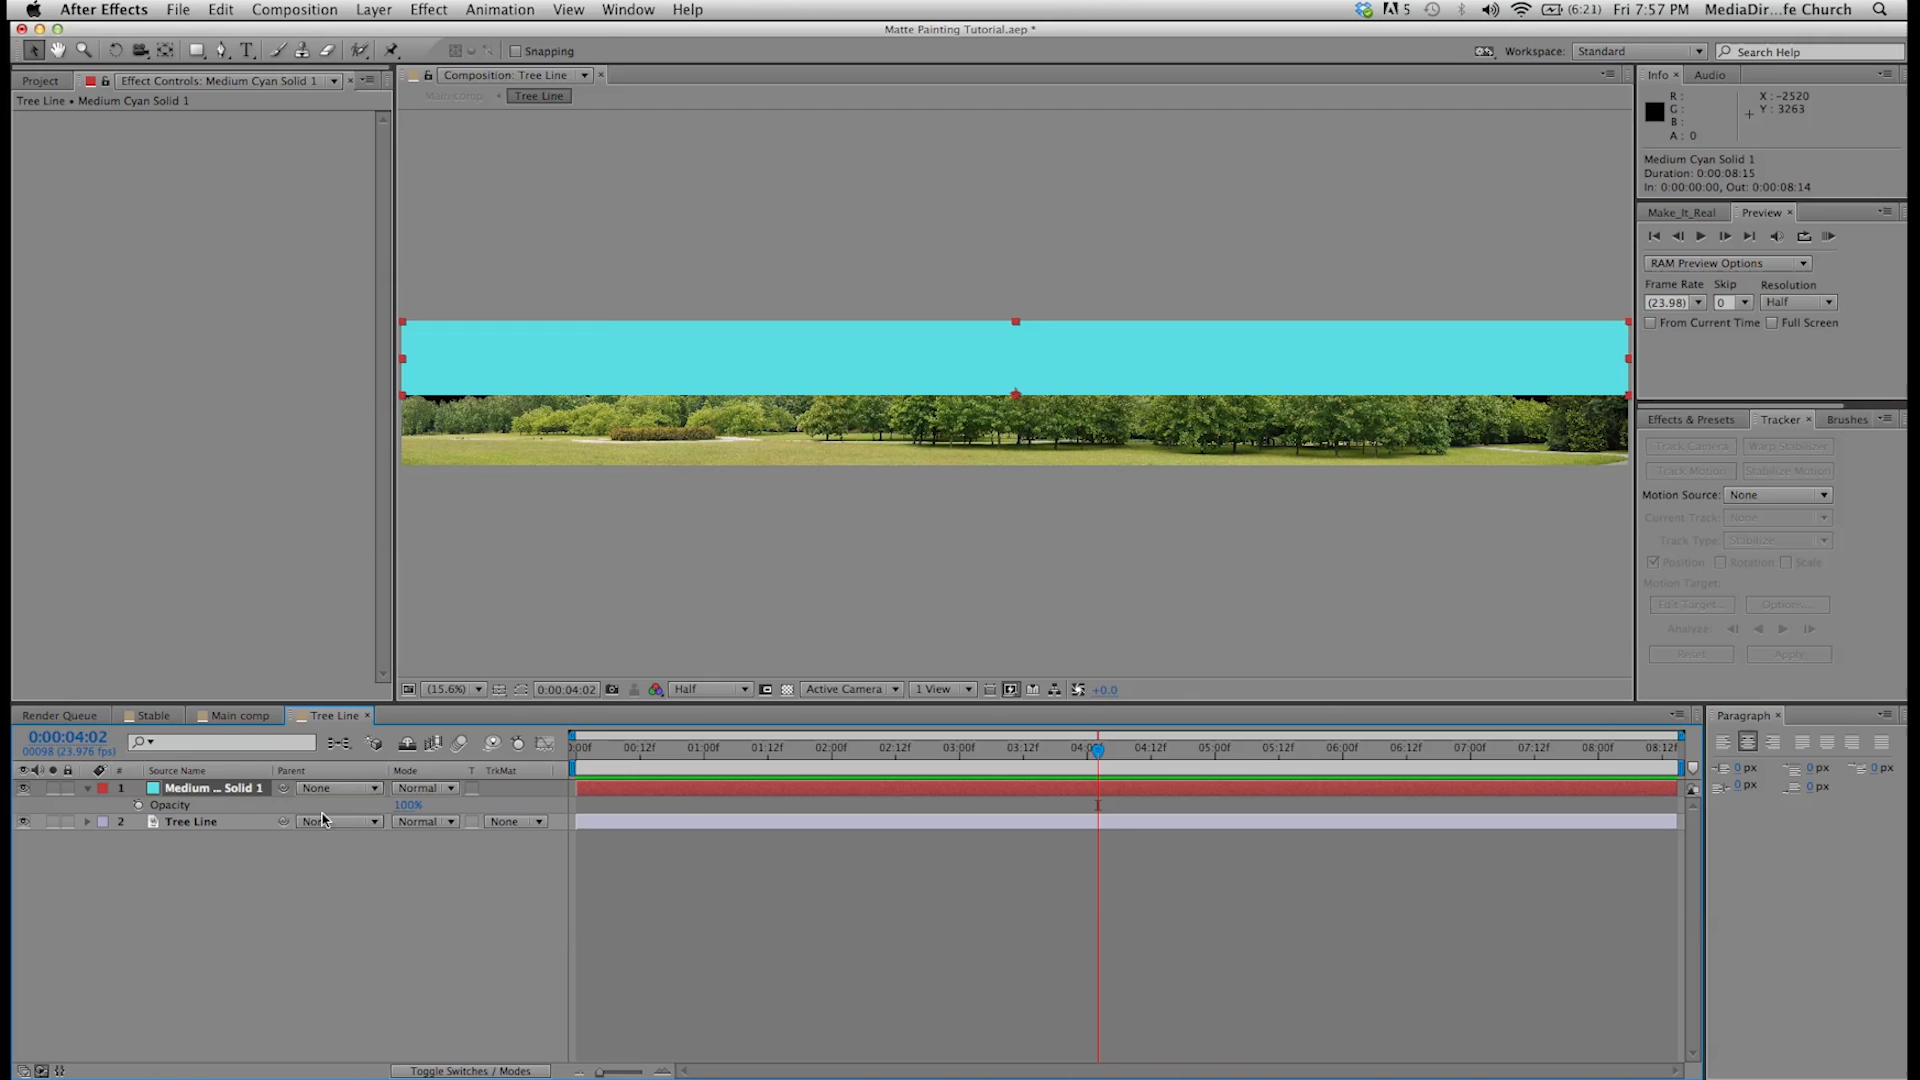 After Effects File Edit Composition Layer Effect Animation View Window Help 5 (6:21) Fri 7:57 PM MediaDir...fe Church
Matte Painting Tutorial.aep *
Snapping Workspace: Standard Search Help
Project Effect Controls: Medium Cyan Solid 1
Tree Line • Medium Cyan Solid 1
Composition: Tree Line
Main comp Tree Line
Info Audio
R: X: -2520
G: Y: 3263
B:
A: 0
Medium Cyan Solid 1
Duration: 0:00:08:15
In: 0:00:00:00, Out: 0:00:08:14
Make_It_Real Preview
RAM Preview Options
Frame Rate Skip Resolution
(23.98) 0 Half
From Current Time Full Screen
Effects & Presets Tracker Brushes
Track Camera Warp Stabilizer
Track Motion Stabilize Motion
Motion Source: None
Current Track: None
Track Type: Stabilize
Position Rotation Scale
Motion Target:
Edit Target... Options...
Analyze:
Reset Apply
(15.6%) 0:00:04:02 Half Active Camera 1 View +0.0
Render Queue Stable Main comp Tree Line
0:00:04:02
00098 (23.976 fps)
0:00f 00:12f 01:00f 01:12f 02:00f 02:12f 03:00f 03:12f 04:00f 04:12f 05:00f 05:12f 06:00f 06:12f 07:00f 07:12f 08:00f 08:12f
# Source Name Parent Mode T TrkMat
1 Medium ... Solid 1 None Normal
Opacity 100%
2 Tree Line None Normal None
Toggle Switches / Modes
Paragraph
0 px 0 px 0 px
0 px 0 px